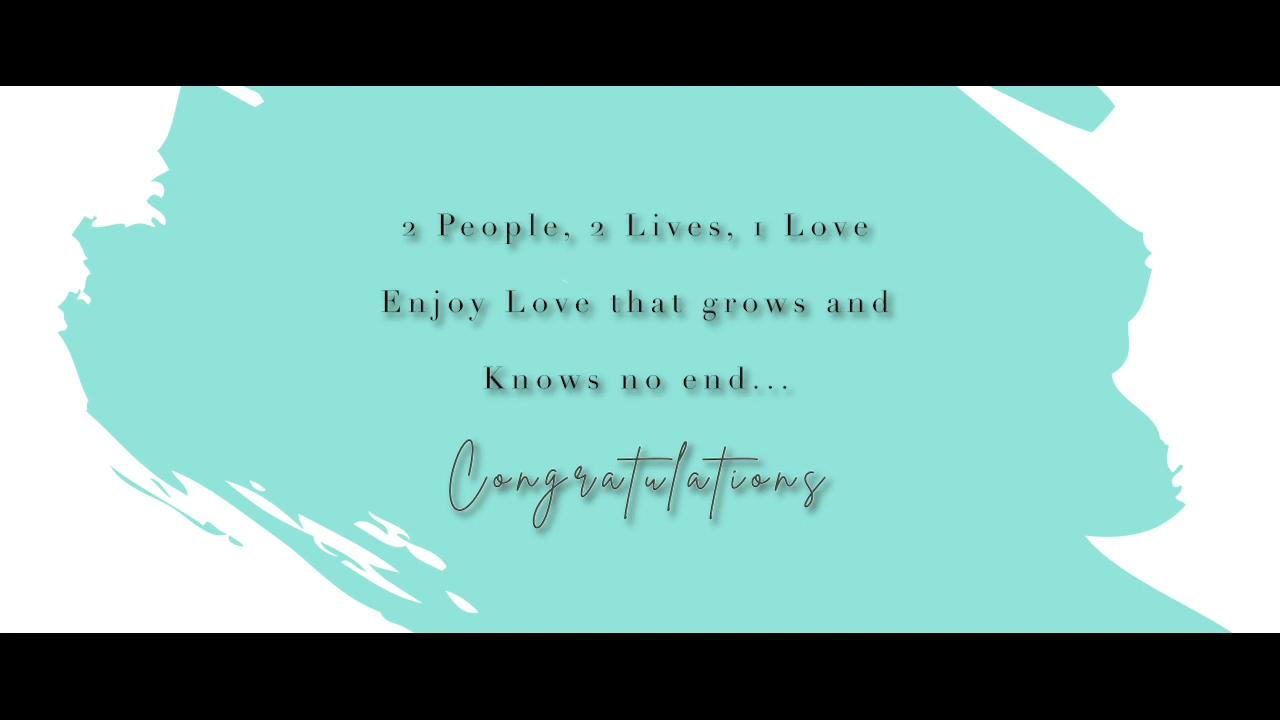 2 People, 2 Lives, 1 Love
Enjoy Love that grows and
Knows no end...
Congratulations